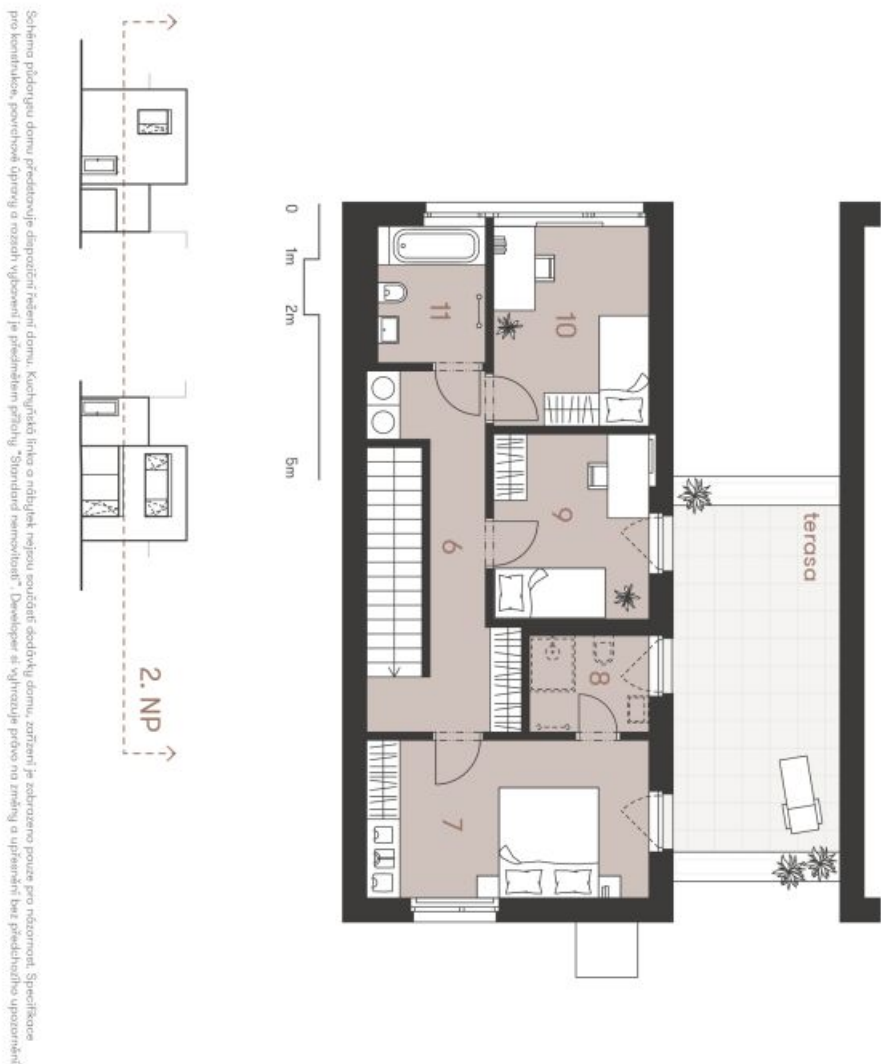 2. NP
0
1m
2m
5m
6
7
8
9
10
11
terasa
Schéma půdorysu domu představuje dispoziční řešení domu. Kuchyňská linka a nábytek nejsou součástí dodávky domu, zařízení je zobrazeno pouze pro názornost. Specifikace
pro konstrukce, povrchové úpravy a rozsah vybavení je předmětem přílohy "Standard nemovitosti". Developer si vyhrazuje právo na změny a upřesnění bez předchozího upozornění